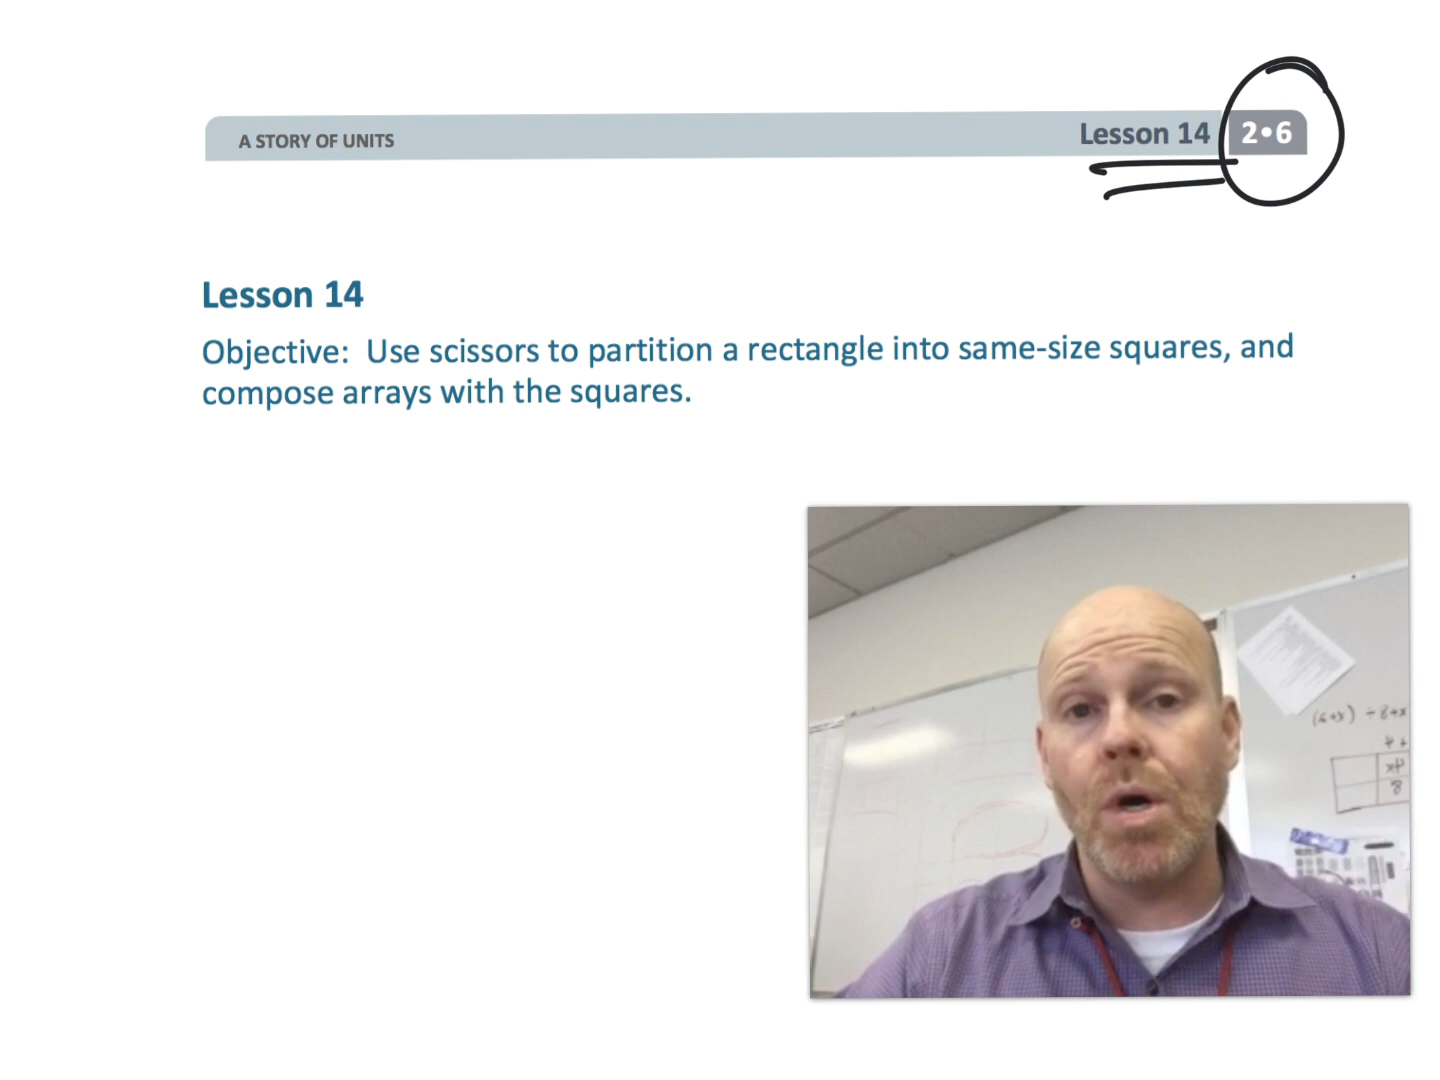 A STORY OF UNITS
Lesson 14
2•6
Lesson 14
Objective: Use scissors to partition a rectangle into same-size squares, and
compose arrays with the squares.